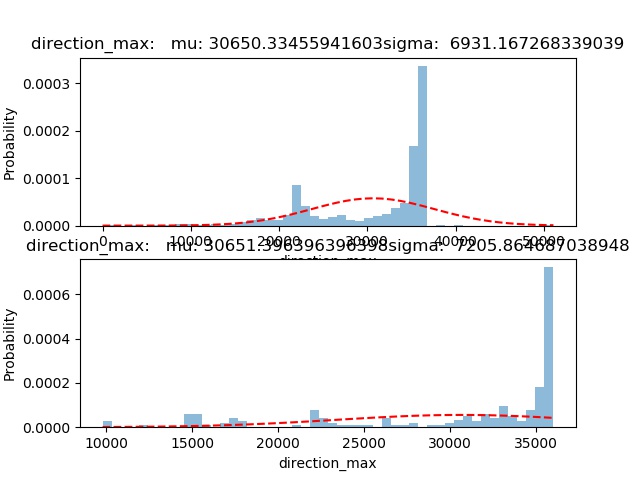 direction_max:   mu: 30650.33455941603sigma:  6931.167268339039
0.0003
0.0002
0.0001
0.0000
Probability
0 10000 20000 30000 40000 50000
direction_max
direction_max:   mu: 30651.396396396398sigma:  7205.864687038948
0.0006
0.0004
0.0002
0.0000
Probability
10000 15000 20000 25000 30000 35000
direction_max